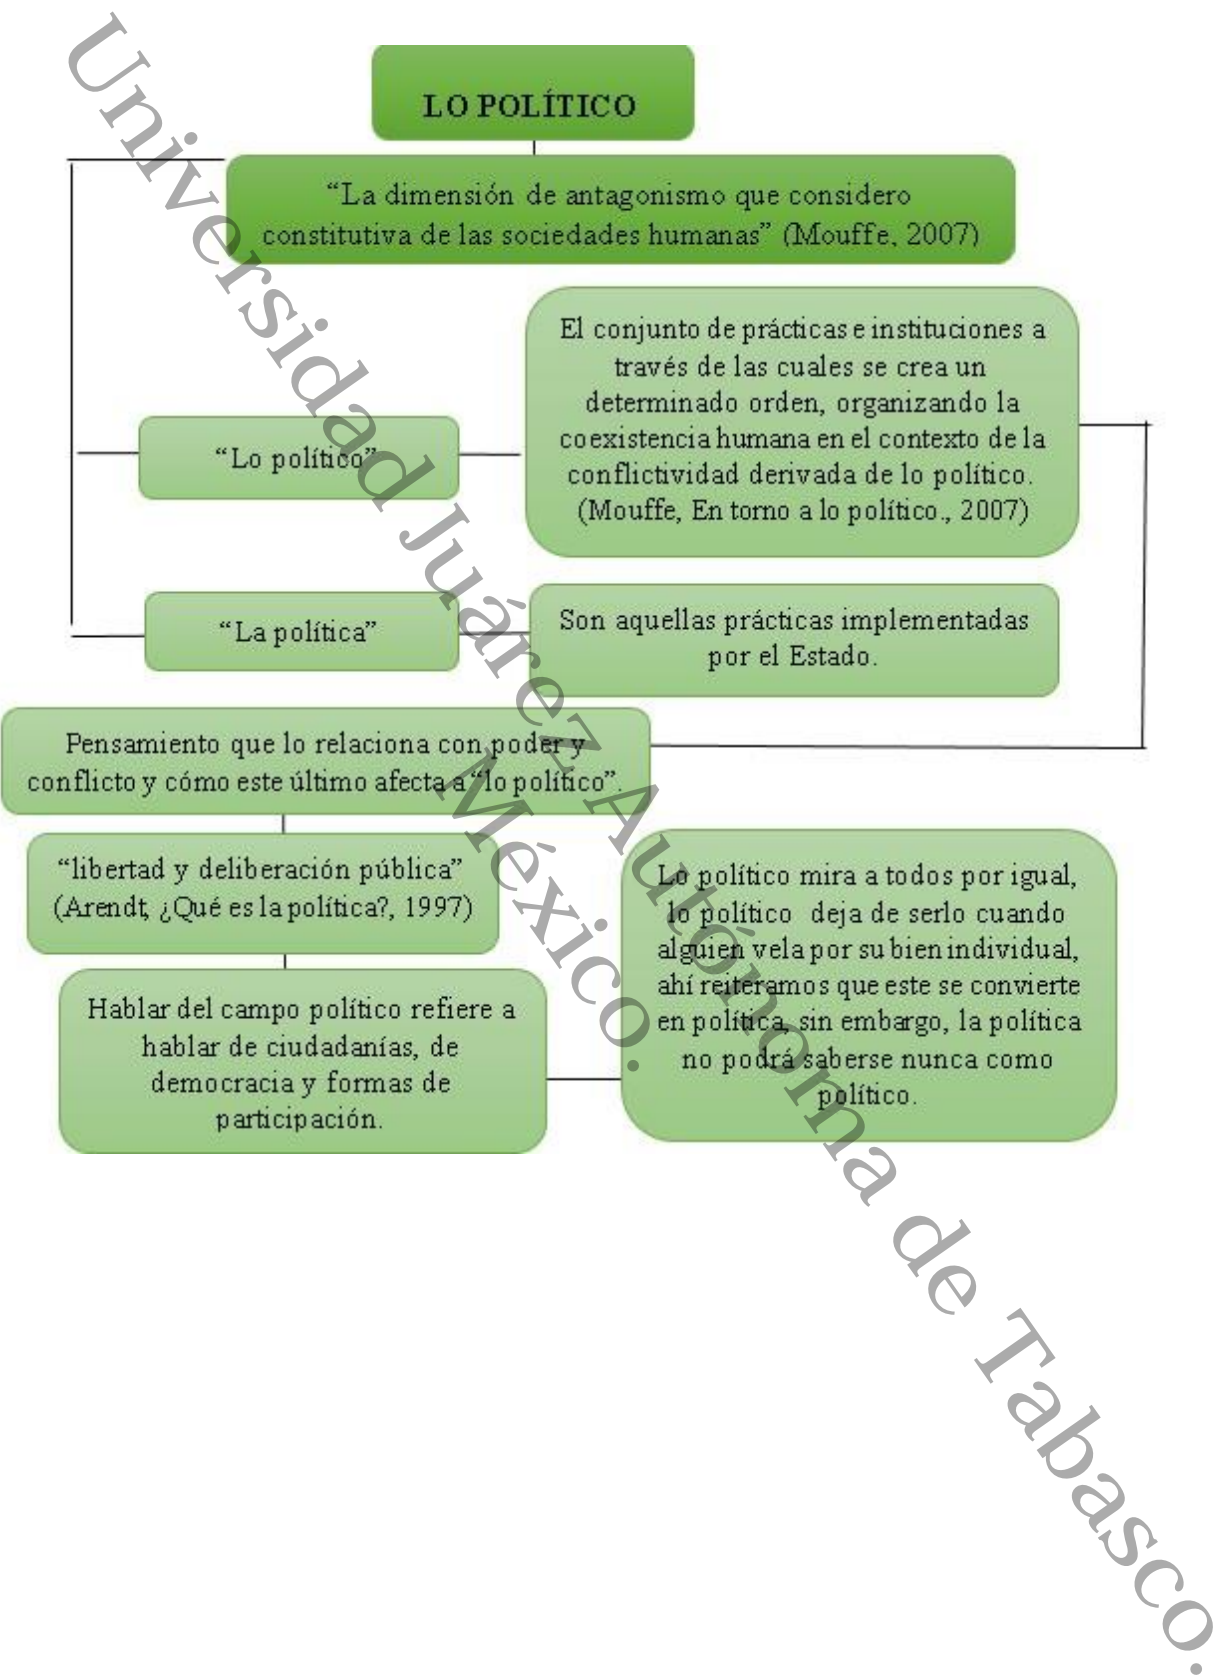 LO POLÍTICO
“La dimensión de antagonismo que considero
constitutiva de las sociedades humanas” (Mouffe, 2007)
El conjunto de prácticas e instituciones a
través de las cuales se crea un
determinado orden, organizando la
coexistencia humana en el contexto de la
conflictividad derivada de lo político.
(Mouffe, En torno a lo político., 2007)
“Lo político”
“La política”
Son aquellas prácticas implementadas
por el Estado.
Pensamiento que lo relaciona con poder y
conflicto y cómo este último afecta a “lo político”.
“libertad y deliberación pública”
(Arendt, ¿Qué es la política?, 1997)
Hablar del campo político refiere a
hablar de ciudadanías, de
democracia y formas de
participación.
Lo político mira a todos por igual,
lo político deja de serlo cuando
alguien vela por su bien individual,
ahí reiteramos que este se convierte
en política, sin embargo, la política
no podrá saberse nunca como
político.
Universidad Juárez Autónoma de Tabasco.
México.